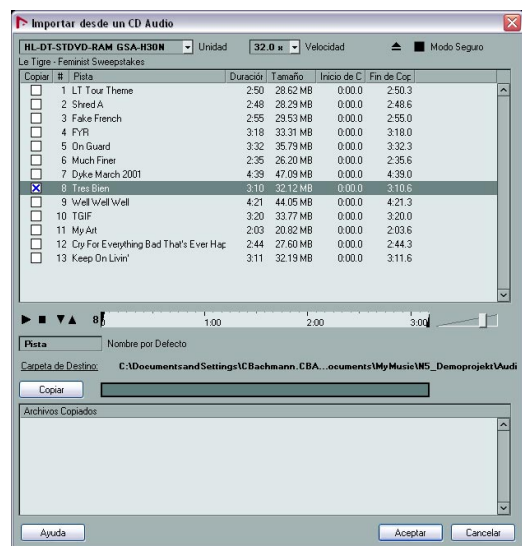 Importar desde un CD Audio
HL-DT-STDVD-RAM GSA-H30N Unidad 32.0 x Velocidad Modo Seguro
Le Tigre - Feminist Sweepstakes
Copiar # Pista Duración Tamaño Inicio de C Fin de Cop
1 LT Tour Theme 2:50 28.62 MB 0:00.0 2:50.3
2 Shred A 2:48 28.29 MB 0:00.0 2:48.6
3 Fake French 2:55 29.53 MB 0:00.0 2:55.0
4 FYR 3:18 33.31 MB 0:00.0 3:18.0
5 On Guard 3:32 35.79 MB 0:00.0 3:32.3
6 Much Finer 2:35 26.20 MB 0:00.0 2:35.6
7 Dyke March 2001 4:39 47.09 MB 0:00.0 4:39.0
8 Tres Bien 3:10 32.12 MB 0:00.0 3:10.6
9 Well Well Well 4:21 44.05 MB 0:00.0 4:21.3
10 TGIF 3:20 33.77 MB 0:00.0 3:20.0
11 My Art 2:03 20.82 MB 0:00.0 2:03.6
12 Cry For Everything Bad That's Ever Hap 2:44 27.60 MB 0:00.0 2:44.3
13 Keep On Livin' 3:11 32.19 MB 0:00.0 3:11.6
8 1:00 2:00 3:00
Pista Nombre por Defecto
Carpeta de Destino: C:\DocumentsandSettings\CBachmann.CBA...ocuments\MyMusic\N5_Demoprojekt\Audi
Copiar
Archivos Copiados
Ayuda Aceptar Cancelar